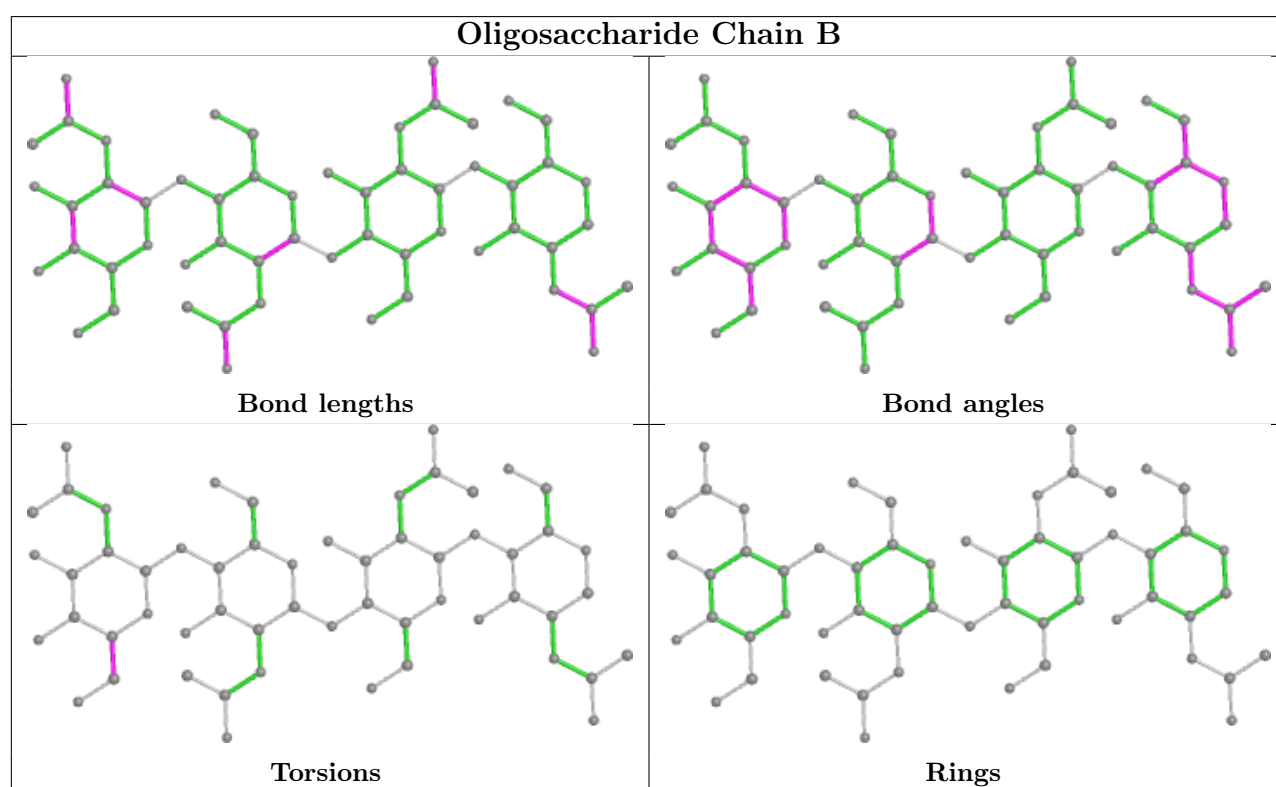 Oligosaccharide Chain B
Bond lengths
Bond angles
Torsions
Rings